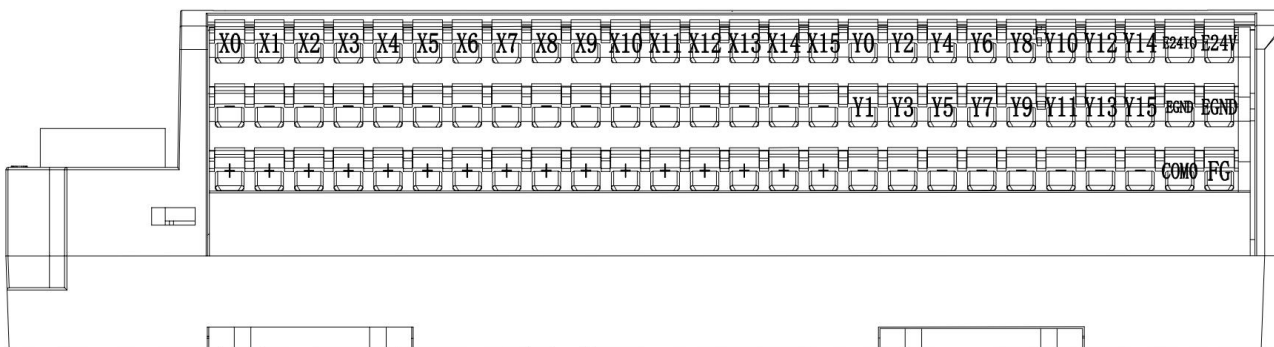 X0 X1 X2 X3 X4 X5 X6 X7 X8 X9 X10 X11 X12 X13 X14 X15 Y0 Y2 Y4 Y6 Y8 Y10 Y12 Y14 E24IO E24V
- - - - - - - - - - - - - - - - Y1 Y3 Y5 Y7 Y9 Y11 Y13 Y15 EGND EGND
+ + + + + + + + + + + + + + + + - - - - - - - - COM0 FG